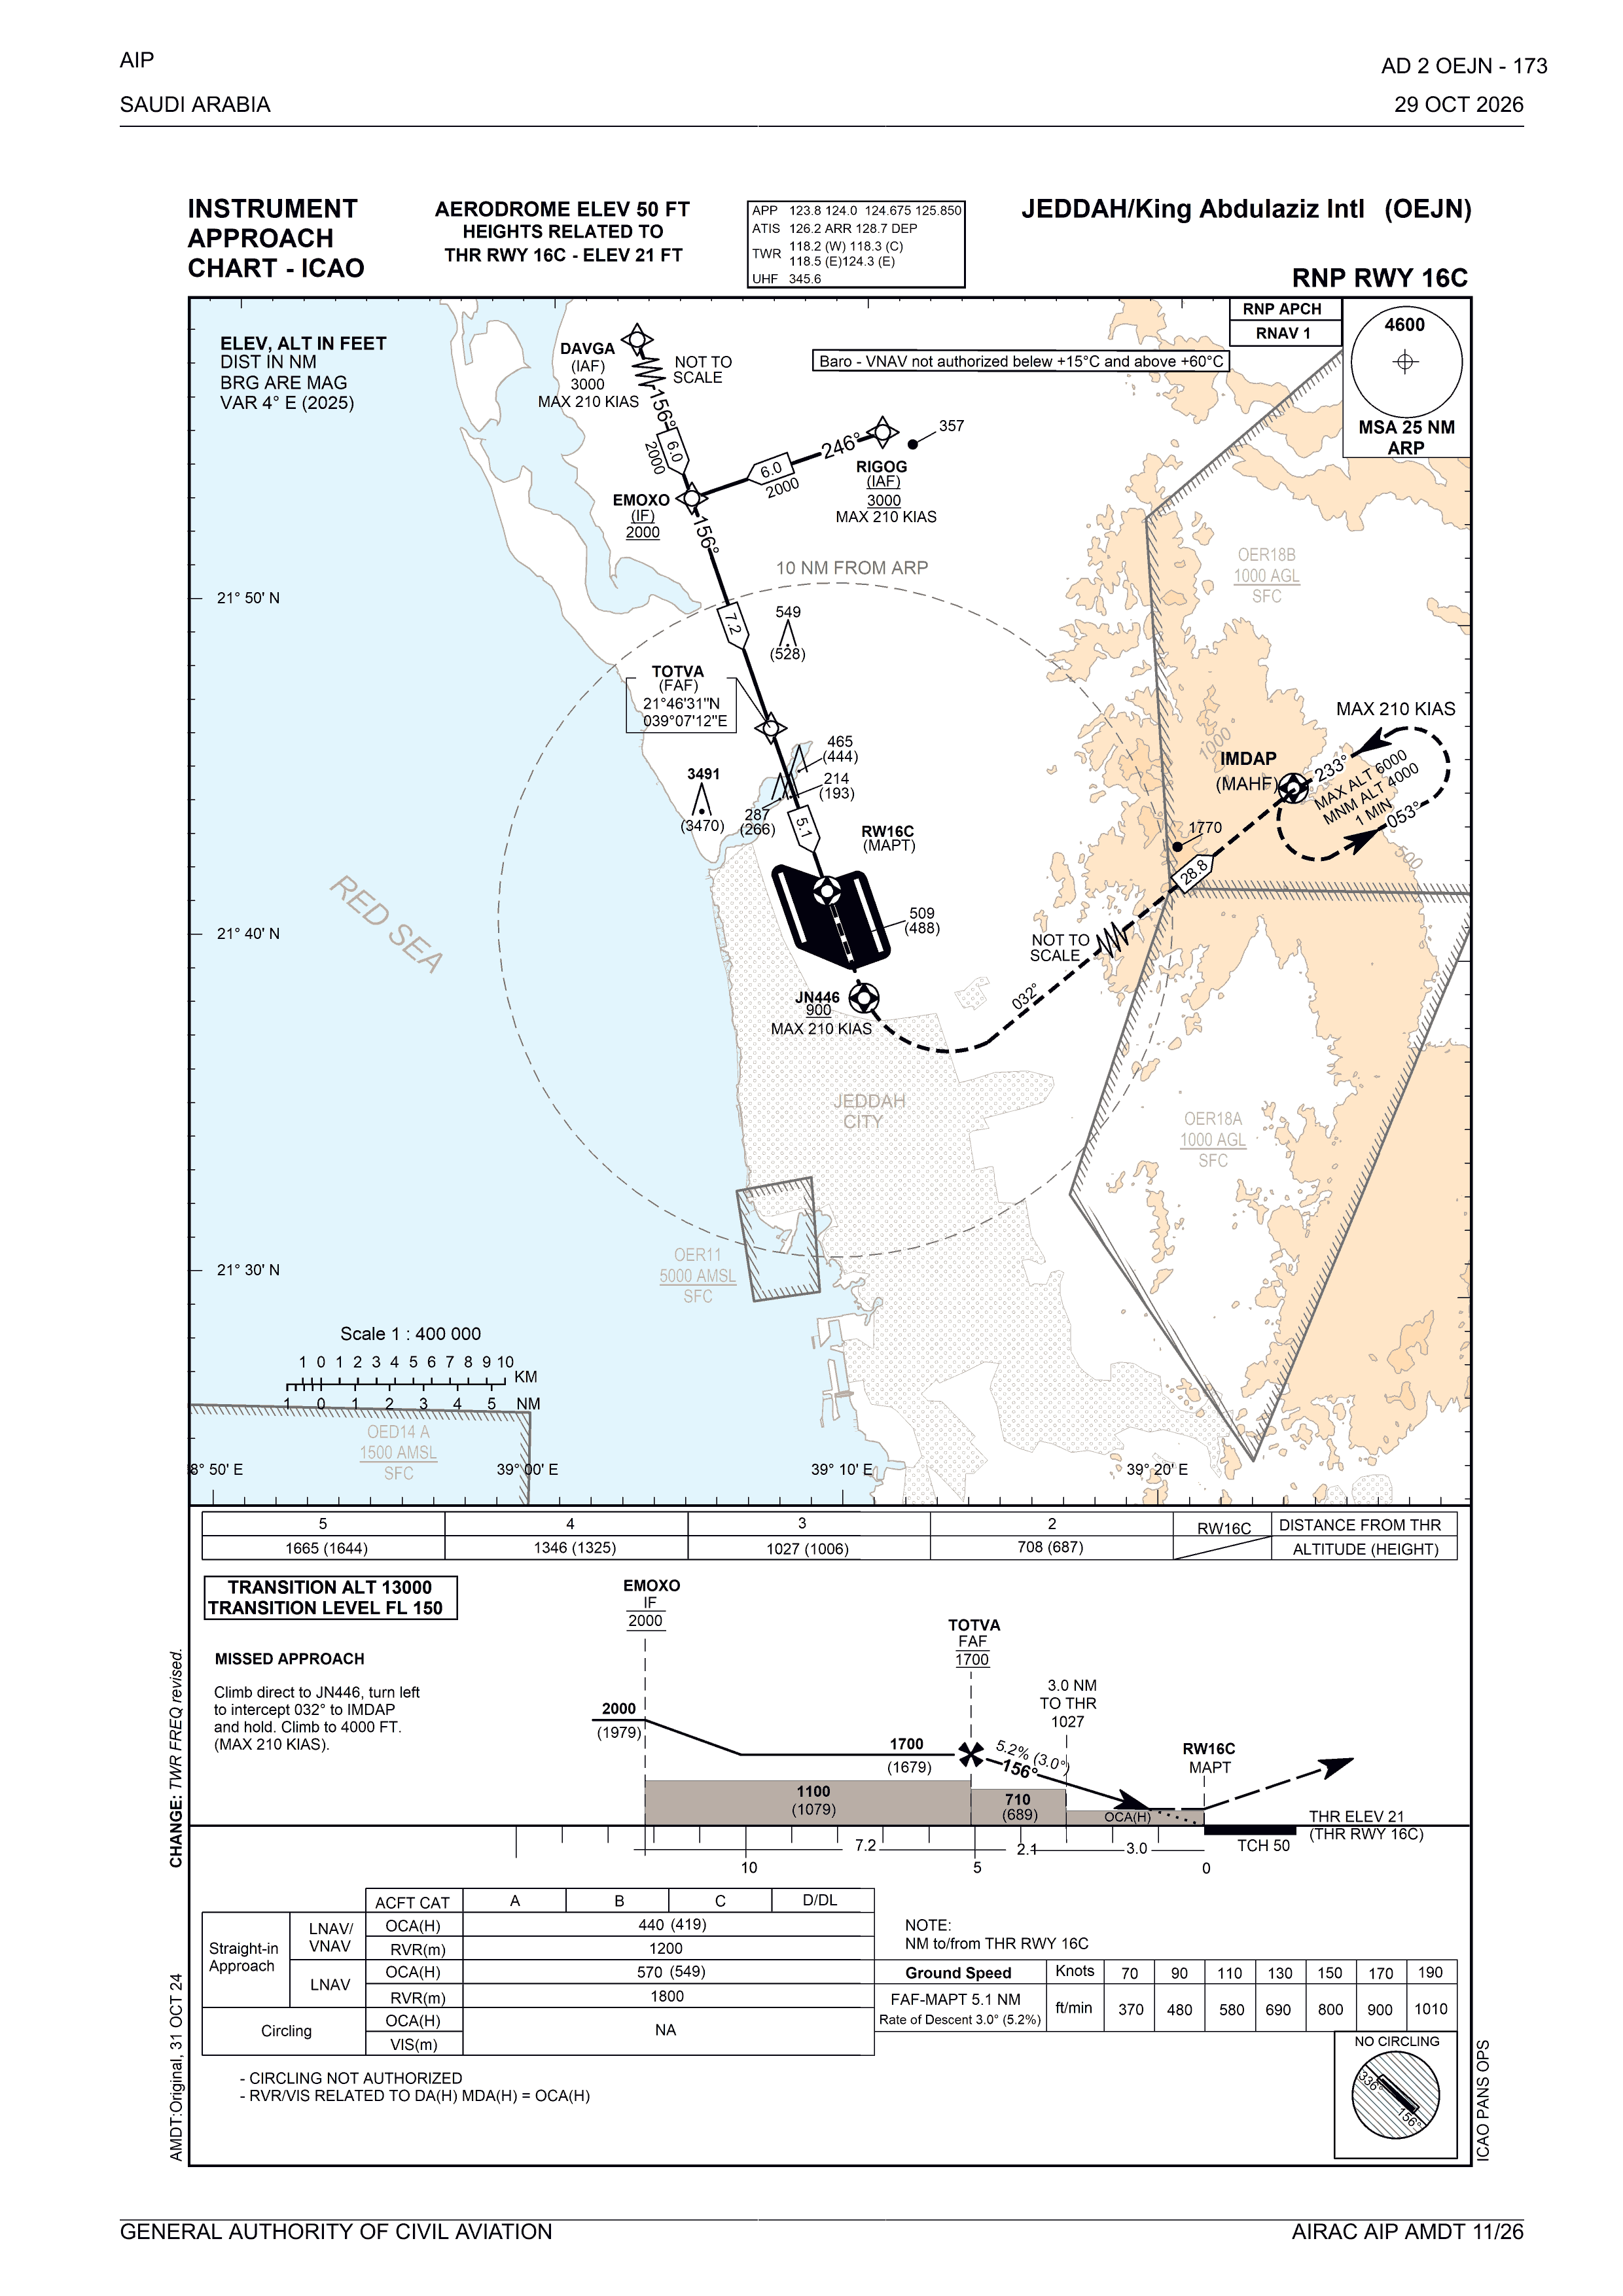 AIP
AD 2 OEJN - 173
SAUDI ARABIA
29 OCT 2026
INSTRUMENT
APPROACH
CHART - ICAO
AERODROME ELEV 50 FT
HEIGHTS RELATED TO
THR RWY 16C - ELEV 21 FT
APP 123.8 124.0 124.675 125.850
ATIS 126.2 ARR 128.7 DEP
TWR 118.2 (W) 118.3 (C)
118.5 (E)124.3 (E)
UHF 345.6
JEDDAH/King Abdulaziz Intl (OEJN)
RNP RWY 16C
ELEV, ALT IN FEET
DIST IN NM
BRG ARE MAG
VAR 4° E (2025)
DAVGA
(IAF)
3000
MAX 210 KIAS
NOT TO
SCALE
156°
6.0
2000
Baro - VNAV not authorized belew +15°C and above +60°C
RNP APCH
RNAV 1
4600
MSA 25 NM
ARP
357
246°
6.0
2000
RIGOG
(IAF)
3000
MAX 210 KIAS
EMOXO
(IF)
2000
156°
10 NM FROM ARP
OER18B
1000 AGL
SFC
21° 50' N
7.2
549
(528)
TOTVA
(FAF)
21°46'31"N
039°07'12"E
465
(444)
214
(193)
287
(266)
3491
(3470)
5.1
RW16C
(MAPT)
1000
MAX 210 KIAS
IMDAP
(MAHF)
233°
MAX ALT 6000
MNM ALT 4000
1 MIN
053°
500
1770
28.8
RED SEA
21° 40' N
509
(488)
NOT TO
SCALE
032°
JN446
900
MAX 210 KIAS
JEDDAH
CITY
OER18A
1000 AGL
SFC
OER11
5000 AMSL
SFC
21° 30' N
Scale 1 : 400 000
1 0 1 2 3 4 5 6 7 8 9 10
KM
1 0 1 2 3 4 5 NM
OED14 A
1500 AMSL
SFC
8° 50' E
39° 00' E
39° 10' E
39° 20' E
5 4 3 2 RW16C DISTANCE FROM THR
1665 (1644) 1346 (1325) 1027 (1006) 708 (687) ALTITUDE (HEIGHT)
TRANSITION ALT 13000
TRANSITION LEVEL FL 150
MISSED APPROACH
Climb direct to JN446, turn left
to intercept 032° to IMDAP
and hold. Climb to 4000 FT.
(MAX 210 KIAS).
EMOXO
IF
2000
TOTVA
FAF
1700
3.0 NM
TO THR
1027
2000
(1979)
1700
(1679)
5.2% (3.0°)
156°
RW16C
MAPT
1100
(1079)
710
(689)
OCA(H)
THR ELEV 21
(THR RWY 16C)
TCH 50
7.2 2.1 3.0
10 5 0
CHANGE: TWR FREQ revised.
AMDT:Original, 31 OCT 24
ACFT CAT A B C D/DL
Straight-in
Approach
LNAV/
VNAV
OCA(H) 440 (419)
RVR(m) 1200
LNAV
OCA(H) 570 (549)
RVR(m) 1800
Circling
OCA(H)
VIS(m)
NA
NOTE:
NM to/from THR RWY 16C
Ground Speed Knots 70 90 110 130 150 170 190
FAF-MAPT 5.1 NM
Rate of Descent 3.0° (5.2%)
ft/min 370 480 580 690 800 900 1010
- CIRCLING NOT AUTHORIZED
- RVR/VIS RELATED TO DA(H) MDA(H) = OCA(H)
NO CIRCLING
336°
156°
ICAO PANS OPS
GENERAL AUTHORITY OF CIVIL AVIATION
AIRAC AIP AMDT 11/26